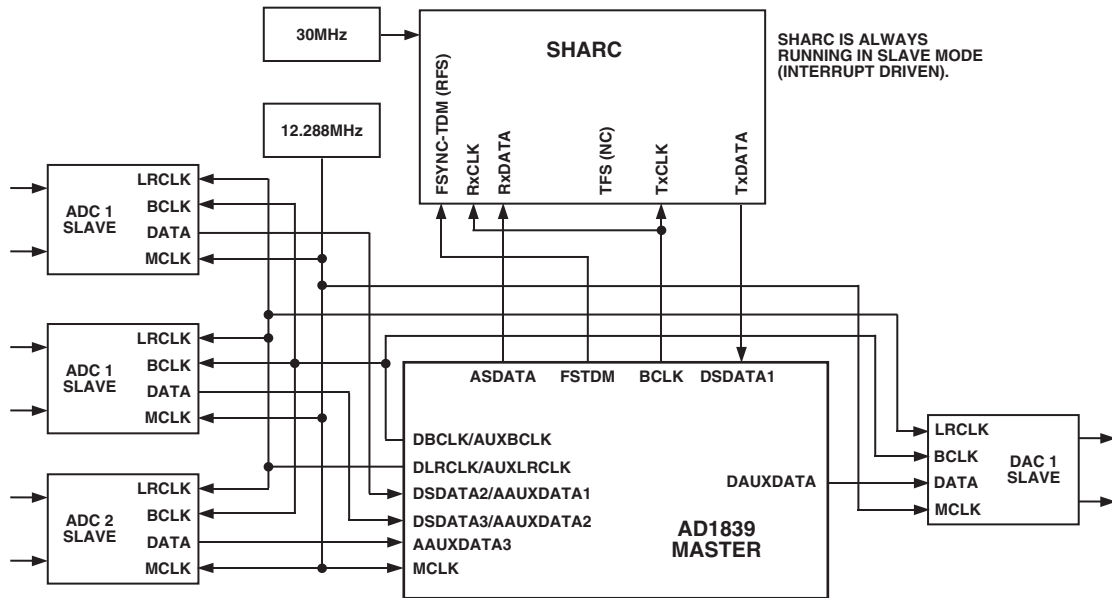 30MHz
SHARC
SHARC IS ALWAYS
RUNNING IN SLAVE MODE
(INTERRUPT DRIVEN).
12.288MHz
FSYNC-TDM (RFS)
RxCLK
RxDATA
TFS (NC)
TxCLK
TxDATA
ADC 1
SLAVE
LRCLK
BCLK
DATA
MCLK
ADC 1
SLAVE
LRCLK
BCLK
DATA
MCLK
ADC 2
SLAVE
LRCLK
BCLK
DATA
MCLK
ASDATA
FSTDM
BCLK
DSDATA1
DBCLK/AUXBCLK
DLRCLK/AUXLRCLK
DSDATA2/AAUXDATA1
DSDATA3/AAUXDATA2
AAUXDATA3
MCLK
DAUXDATA
AD1839
MASTER
LRCLK
BCLK
DATA
MCLK
DAC 1
SLAVE